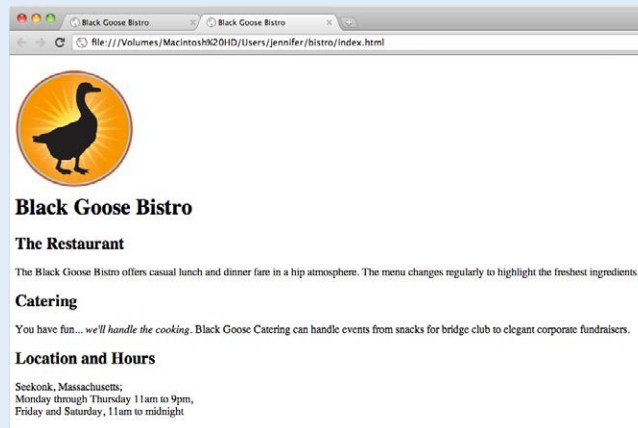 Black Goose Bistro
Black Goose Bistro
file:///Volumes/Macintosh%20HD/Users/jennifer/bistro/index.html
Black Goose Bistro
The Restaurant
The Black Goose Bistro offers casual lunch and dinner fare in a hip atmosphere. The menu changes regularly to highlight the freshest ingredients.
Catering
You have fun... we'll handle the cooking. Black Goose Catering can handle events from snacks for bridge club to elegant corporate fundraisers.
Location and Hours
Seekonk, Massachusetts;
Monday through Thursday 11am to 9pm,
Friday and Saturday, 11am to midnight